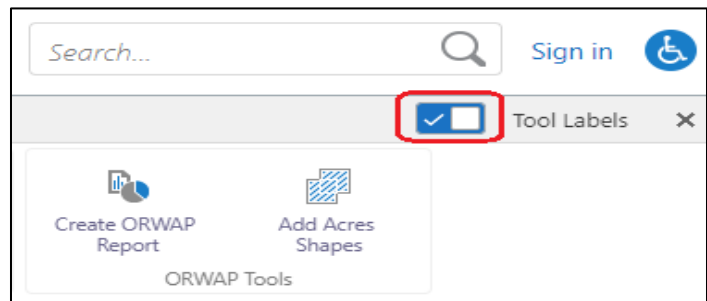 Search...
Sign in
Tool Labels
Create ORWAP
Report
Add Acres
Shapes
ORWAP Tools